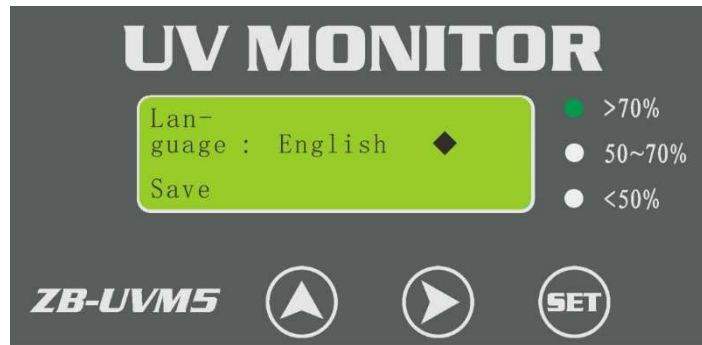 UV MONITOR
Lan-
guage : English ◆
Save
>70%
50~70%
<50%
ZB-UVM5
SET